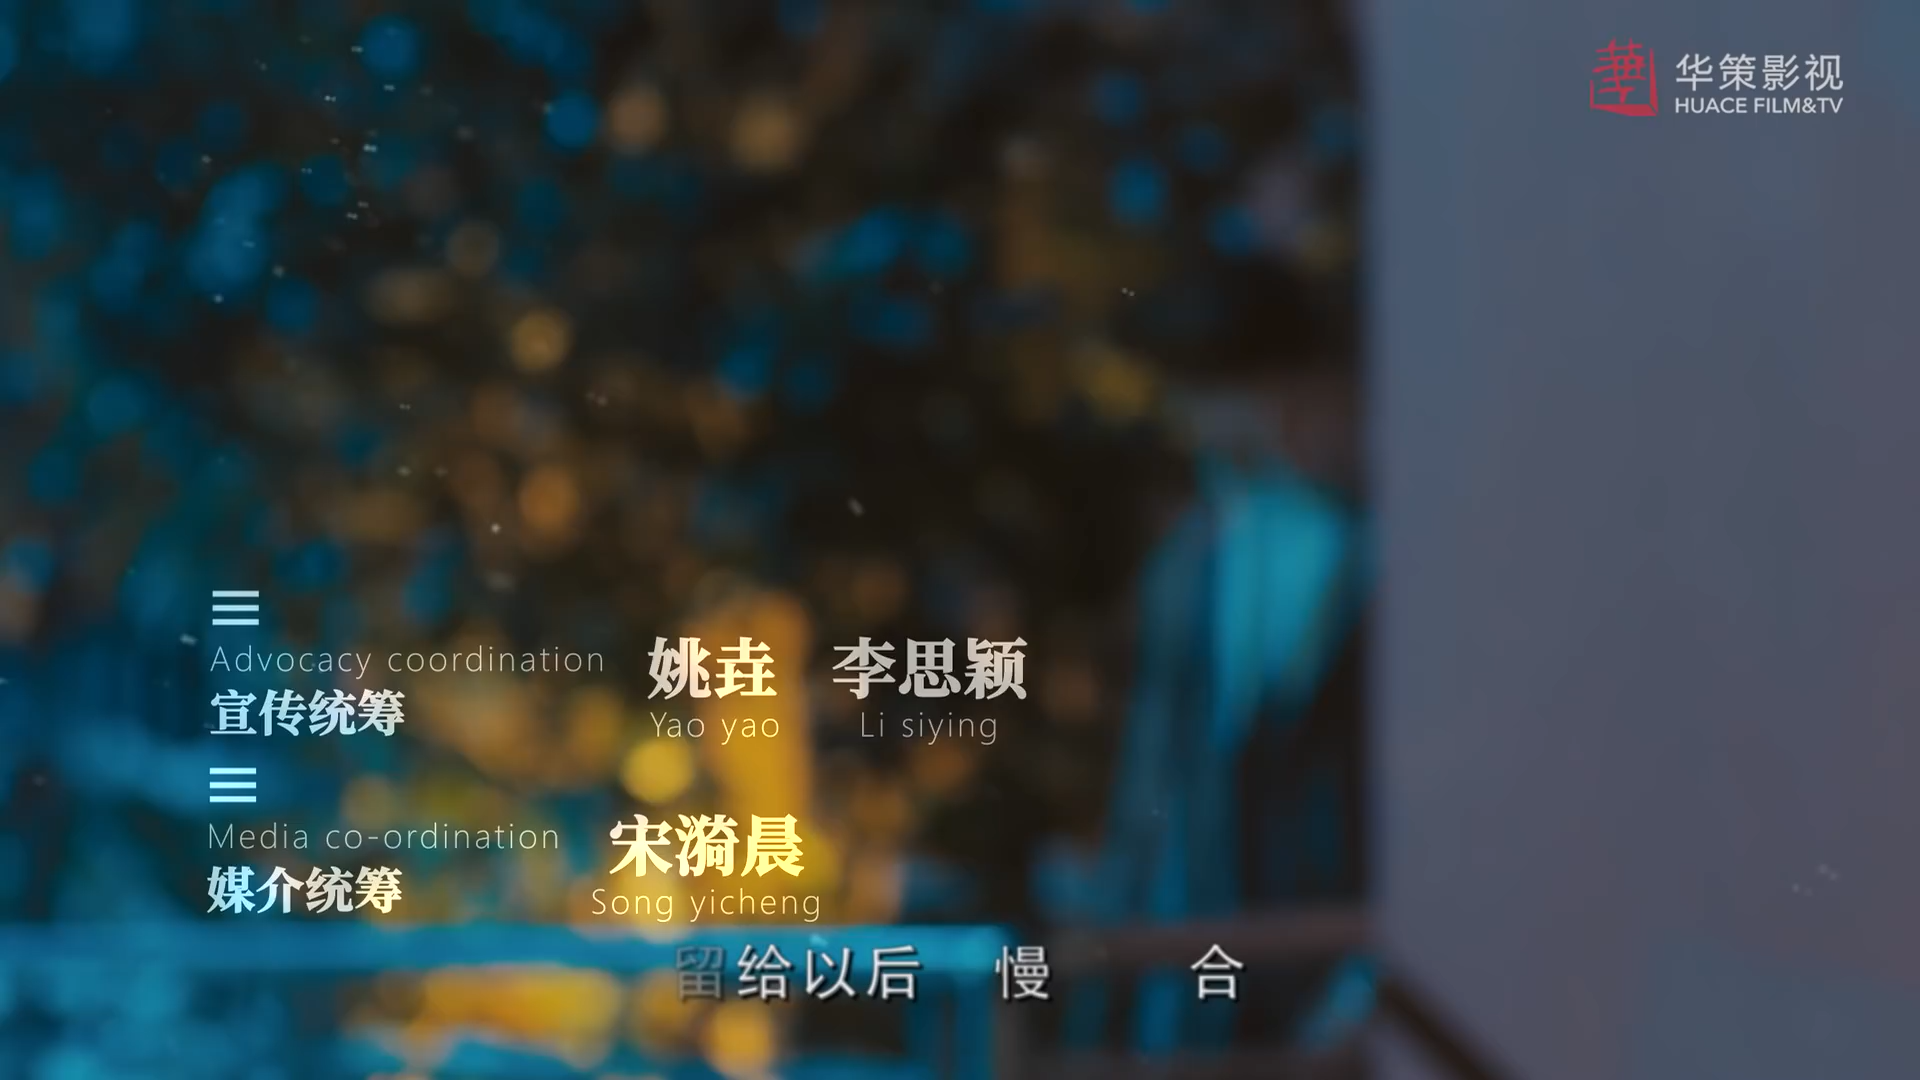 华策影视
HUACE FILM&TV
Advocacy coordination
宣传统筹
姚垚 李思颖
Yao yao Li siying
Media co-ordination
媒介统筹
宋漪晨
Song yicheng
留给以后 慢 合